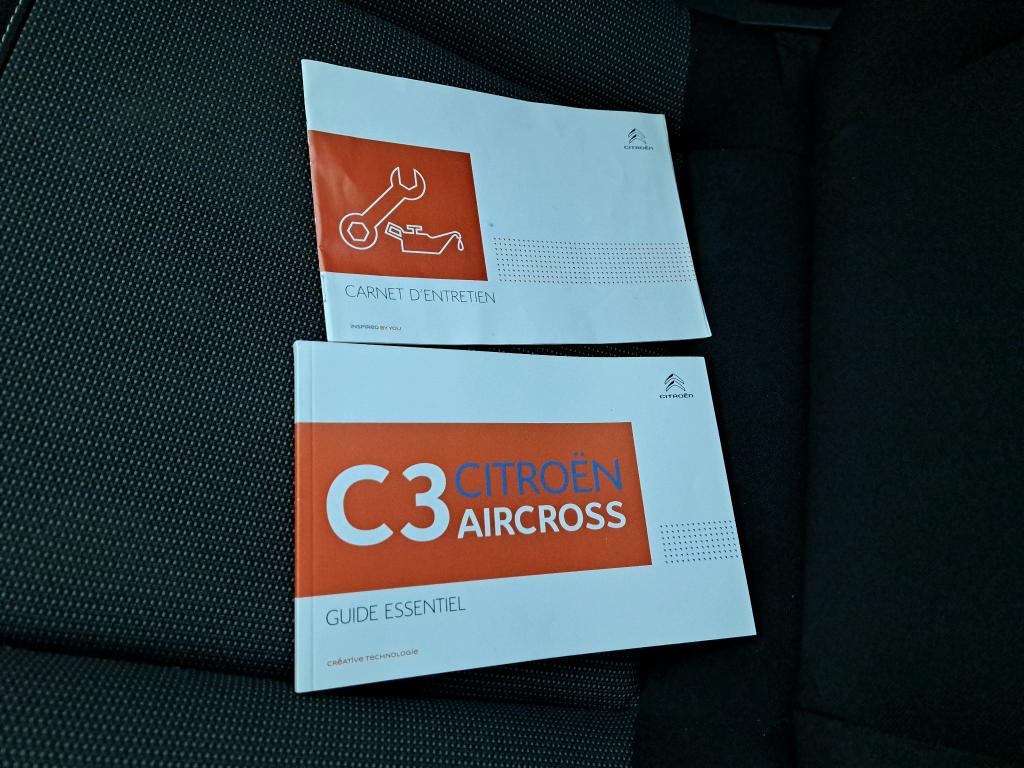 CITROËN
CARNET D'ENTRETIEN
INSPIRED BY YOU
CITROËN
C3 CITROËN
AIRCROSS
GUIDE ESSENTIEL
CRÉATIVE TECHNOLOGIE